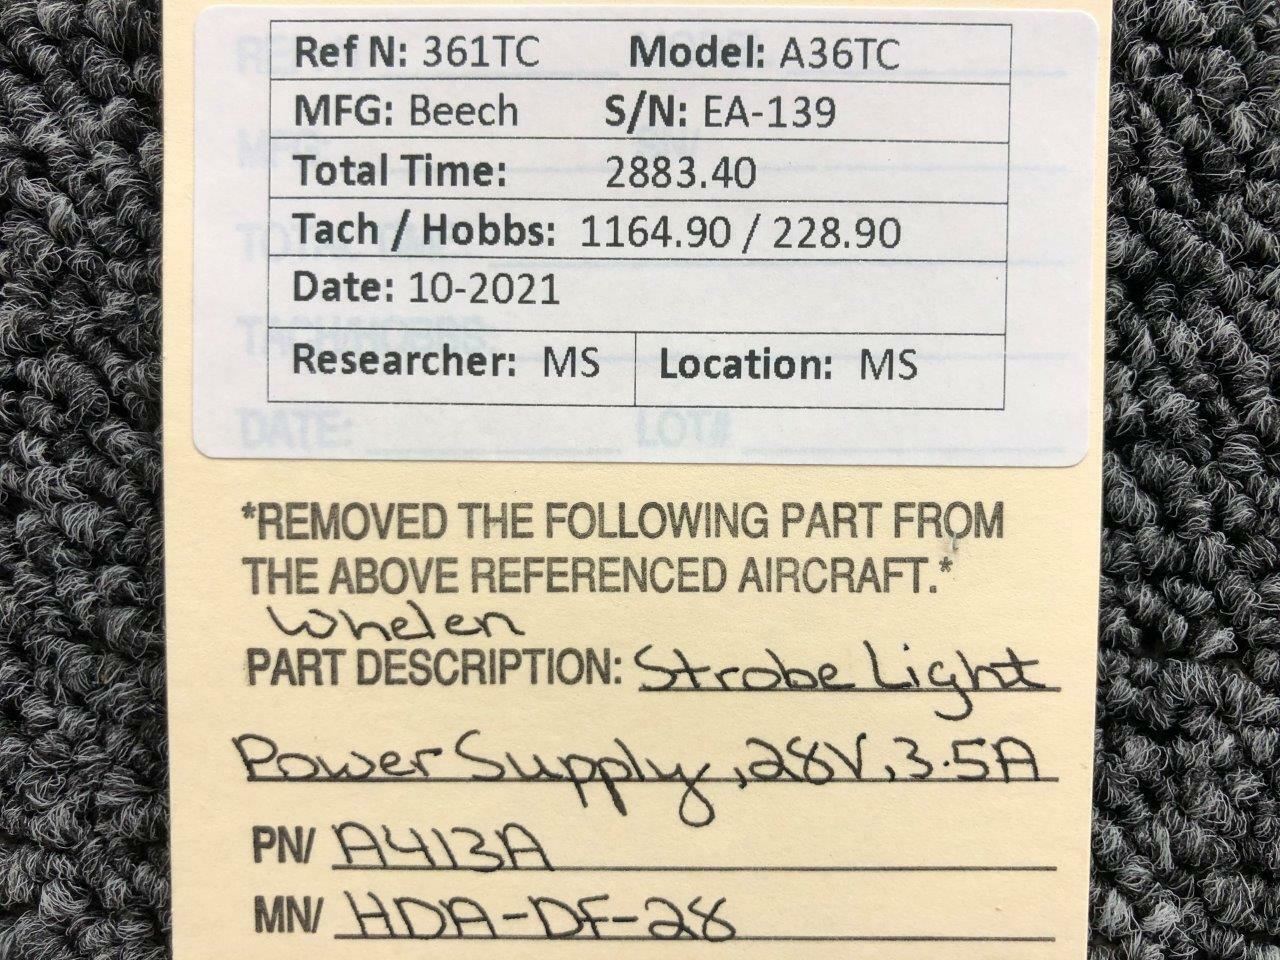 Ref N: 361TC Model: A36TC
MFG: Beech S/N: EA-139
Total Time: 2883.40
Tach / Hobbs: 1164.90 / 228.90
Date: 10-2021
Researcher: MS Location: MS
DATE: LOT#
*REMOVED THE FOLLOWING PART FROM
THE ABOVE REFERENCED AIRCRAFT.*
Whelen
PART DESCRIPTION: Strobe Light
Power Supply, 28V, 3.5A
PN/ A413A
MN/ HDA-DF-28